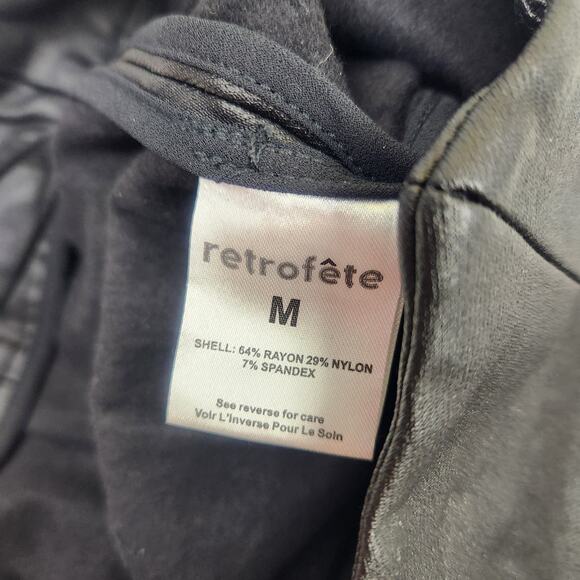 retrofête
M
SHELL: 64% RAYON 29% NYLON
7% SPANDEX
See reverse for care
Voir L'Inverse Pour Le Soin